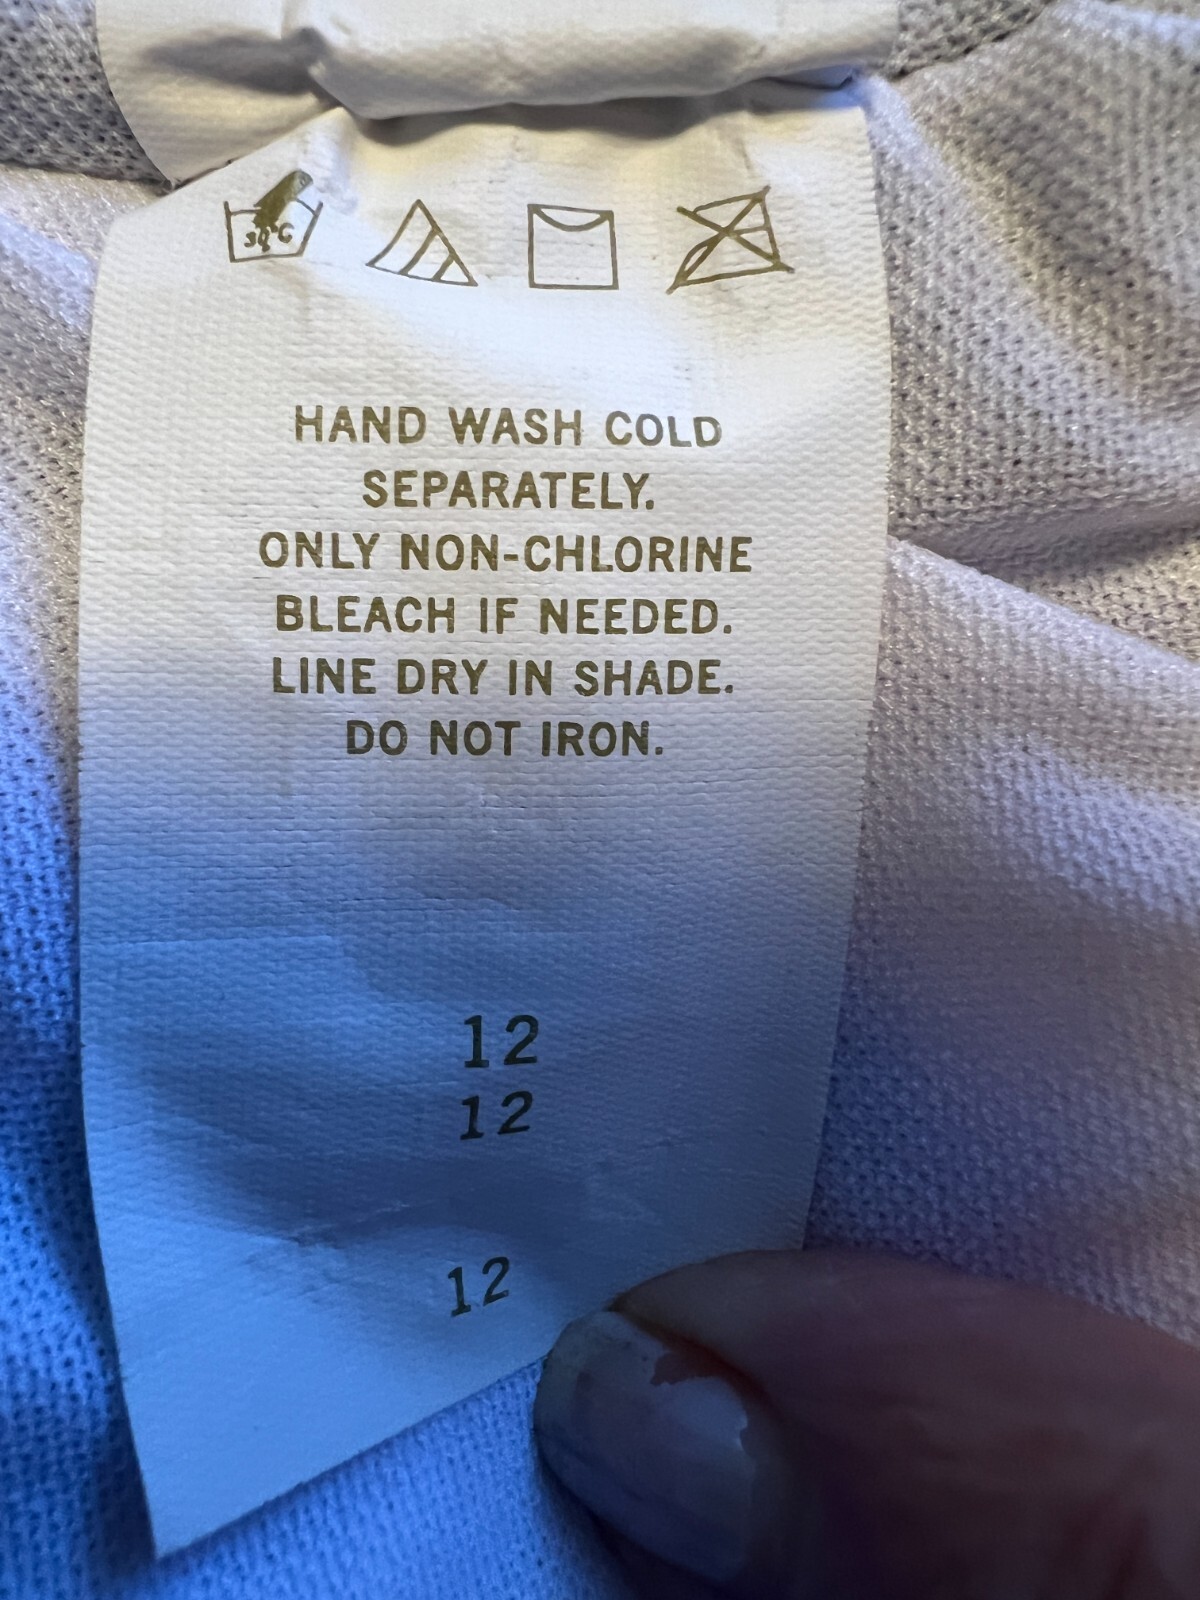 30°C
HAND WASH COLD
SEPARATELY.
ONLY NON-CHLORINE
BLEACH IF NEEDED.
LINE DRY IN SHADE.
DO NOT IRON.
12
12
12